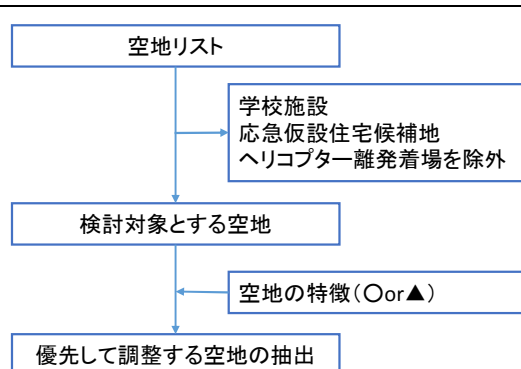 空地リスト
学校施設
応急仮設住宅候補地
ヘリコプター離発着場を除外
検討対象とする空地
空地の特徴(〇or▲)
優先して調整する空地の抽出